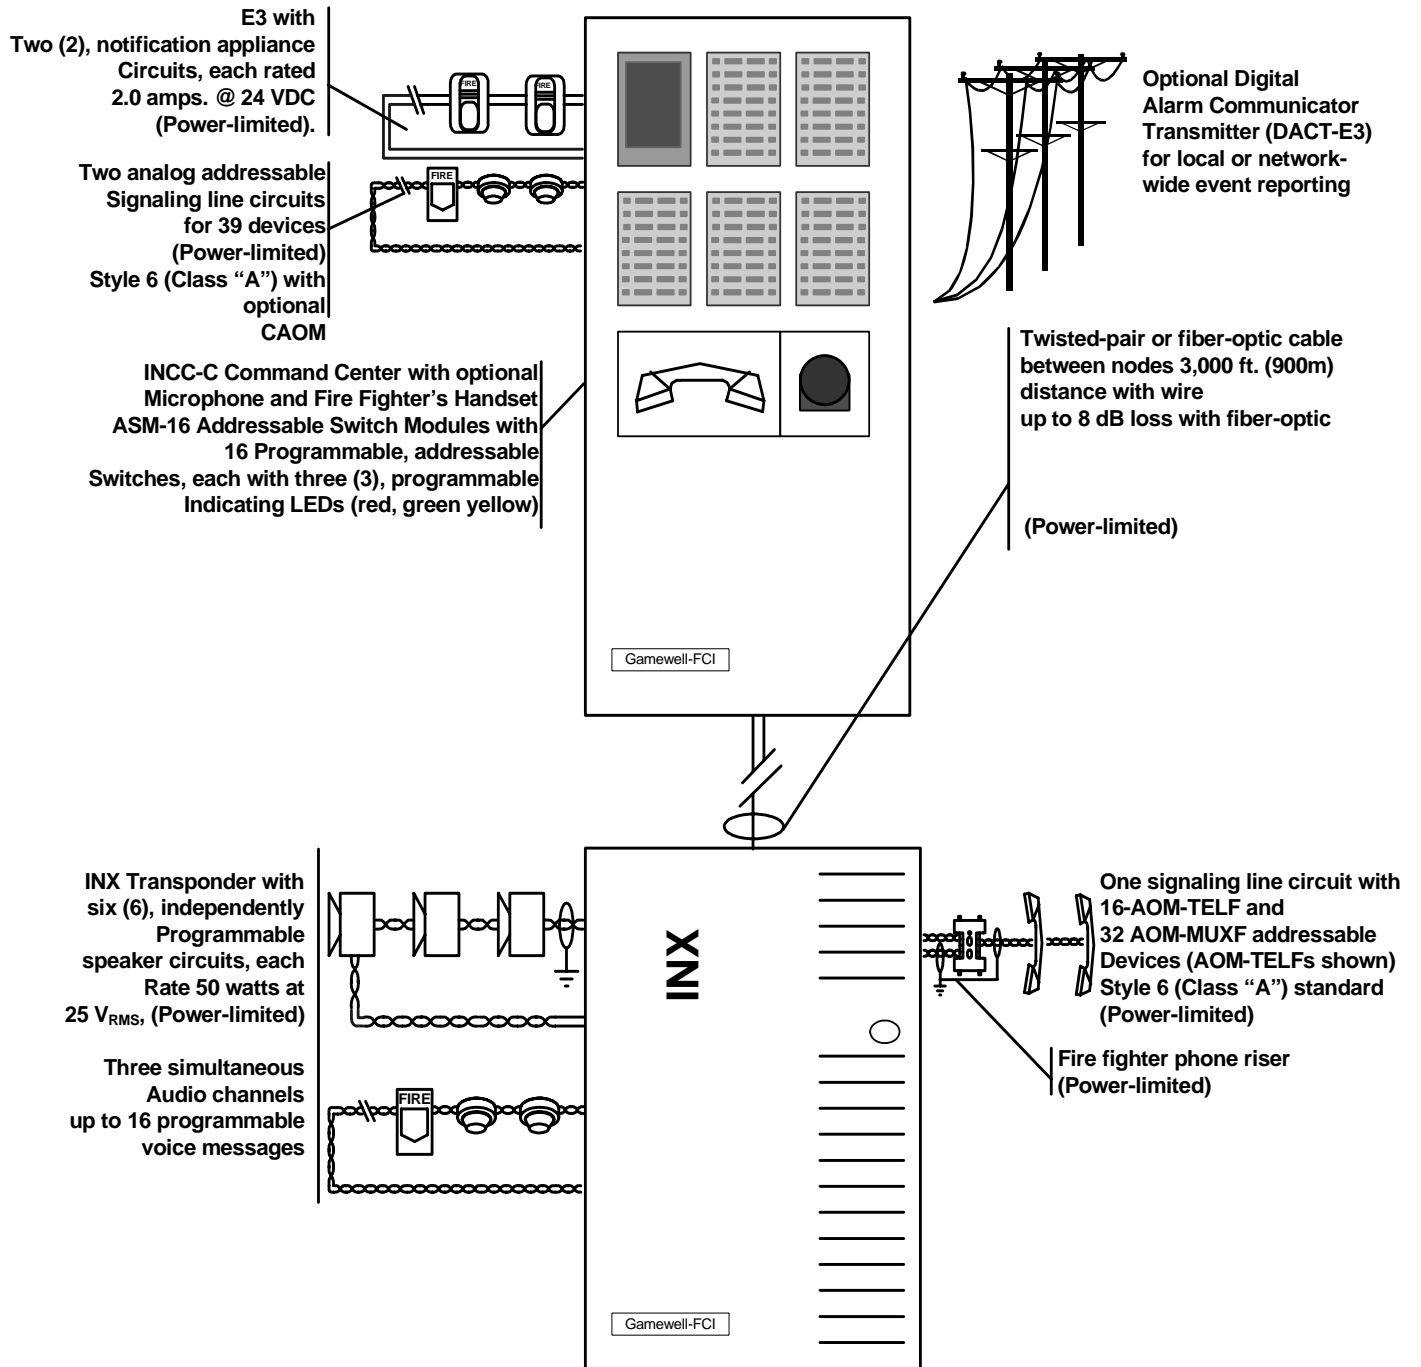 E3 with
Two (2), notification appliance
Circuits, each rated
2.0 amps. @ 24 VDC
(Power-limited).
FIRE
FIRE
Two analog addressable
Signaling line circuits
for 39 devices
(Power-limited)
Style 6 (Class “A”) with
optional
CAOM
FIRE
INCC-C Command Center with optional
Microphone and Fire Fighter’s Handset
ASM-16 Addressable Switch Modules with
16 Programmable, addressable
Switches, each with three (3), programmable
Indicating LEDs (red, green yellow)
Gamewell-FCI
Optional Digital
Alarm Communicator
Transmitter (DACT-E3)
for local or network-
wide event reporting
Twisted-pair or fiber-optic cable
between nodes 3,000 ft. (900m)
distance with wire
up to 8 dB loss with fiber-optic
(Power-limited)
INX Transponder with
six (6), independently
Programmable
speaker circuits, each
Rate 50 watts at
25 VRMS, (Power-limited)
Three simultaneous
Audio channels
up to 16 programmable
voice messages
FIRE
INX
Gamewell-FCI
One signaling line circuit with
16-AOM-TELF and
32 AOM-MUXF addressable
Devices (AOM-TELFs shown)
Style 6 (Class “A”) standard
(Power-limited)
Fire fighter phone riser
(Power-limited)